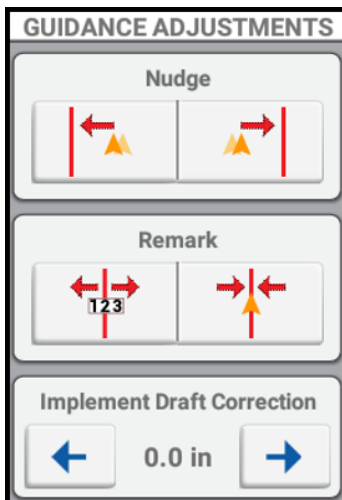 GUIDANCE ADJUSTMENTS
Nudge
Remark
123
Implement Draft Correction
0.0 in